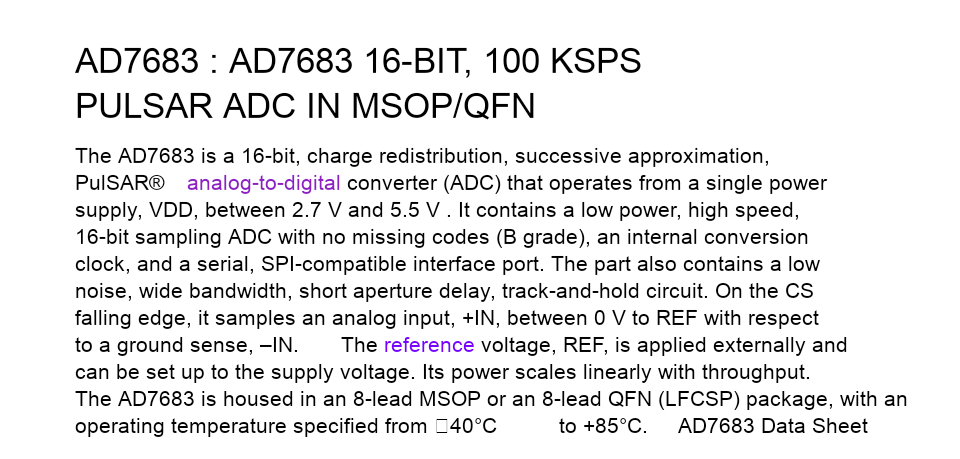 AD7683 : AD7683 16-BIT, 100 KSPS
PULSAR ADC IN MSOP/QFN
The AD7683 is a 16-bit, charge redistribution, successive approximation,
PulSAR® analog-to-digital converter (ADC) that operates from a single power
supply, VDD, between 2.7 V and 5.5 V . It contains a low power, high speed,
16-bit sampling ADC with no missing codes (B grade), an internal conversion
clock, and a serial, SPI-compatible interface port. The part also contains a low
noise, wide bandwidth, short aperture delay, track-and-hold circuit. On the CS
falling edge, it samples an analog input, +IN, between 0 V to REF with respect
to a ground sense, –IN. The reference voltage, REF, is applied externally and
can be set up to the supply voltage. Its power scales linearly with throughput.
The AD7683 is housed in an 8-lead MSOP or an 8-lead QFN (LFCSP) package, with an
operating temperature specified from □40°C to +85°C. AD7683 Data Sheet